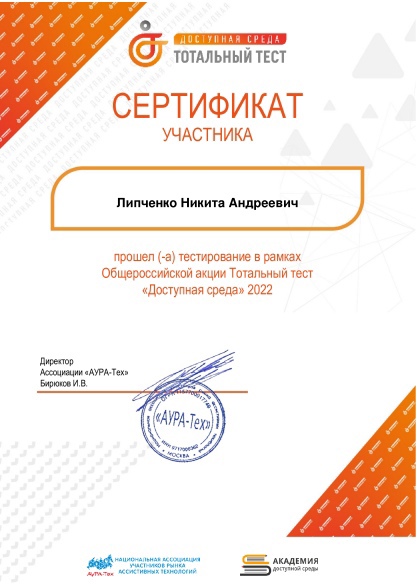 ДОСТУПНАЯ СРЕДА
ТОТАЛЬНЫЙ ТЕСТ
СЕРТИФИКАТ
УЧАСТНИКА
Липченко Никита Андреевич
прошел (-а) тестирование в рамках
Общероссийской акции Тотальный тест
«Доступная среда» 2022
Директор
Ассоциации «АУРА-Тех»
Бирюков И.В.
«АУРА-Тех»
МОСКВА
АУРА-Тех
НАЦИОНАЛЬНАЯ АССОЦИАЦИЯ
УЧАСТНИКОВ РЫНКА
АССИСТИВНЫХ ТЕХНОЛОГИЙ
АКАДЕМИЯ
доступной среды